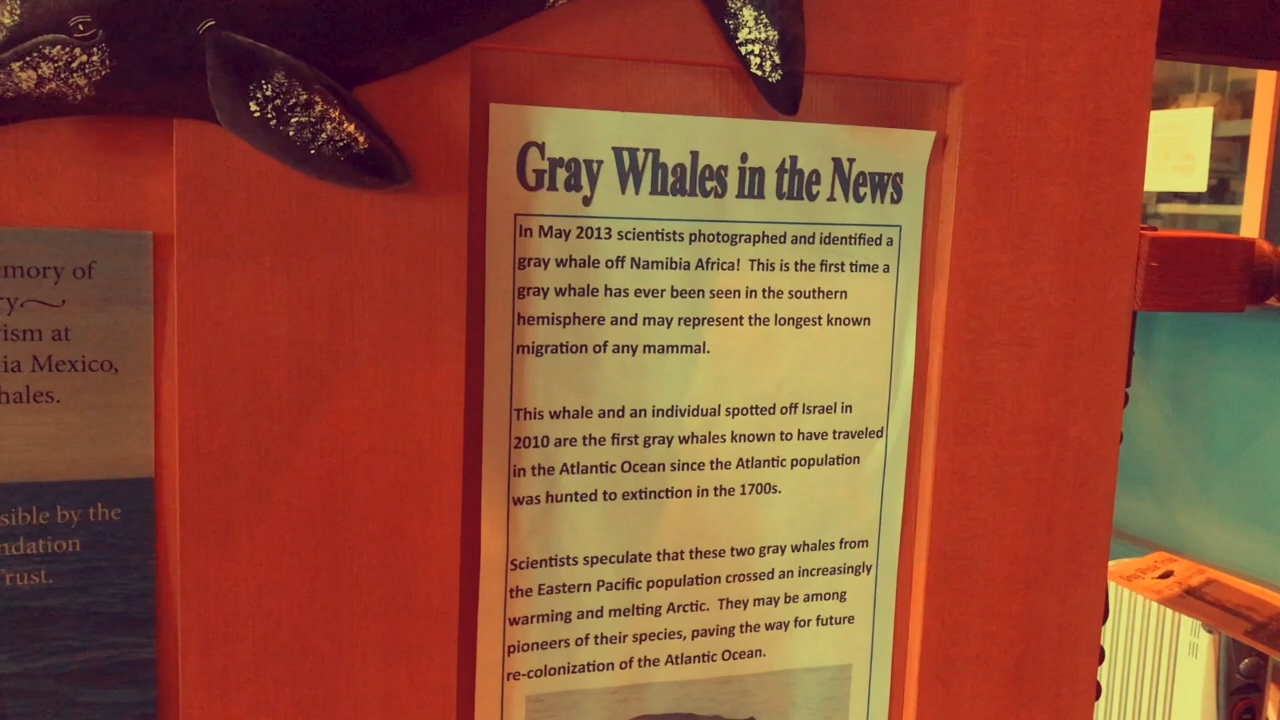 Gray Whales in the News
In May 2013 scientists photographed and identified a
gray whale off Namibia Africa! This is the first time a
gray whale has ever been seen in the southern
hemisphere and may represent the longest known
migration of any mammal.
This whale and an individual spotted off Israel in
2010 are the first gray whales known to have traveled
in the Atlantic Ocean since the Atlantic population
was hunted to extinction in the 1700s.
Scientists speculate that these two gray whales from
the Eastern Pacific population crossed an increasingly
warming and melting Arctic. They may be among
pioneers of their species, paving the way for future
re-colonization of the Atlantic Ocean.
of
at
Mexico,
by the
Trust.